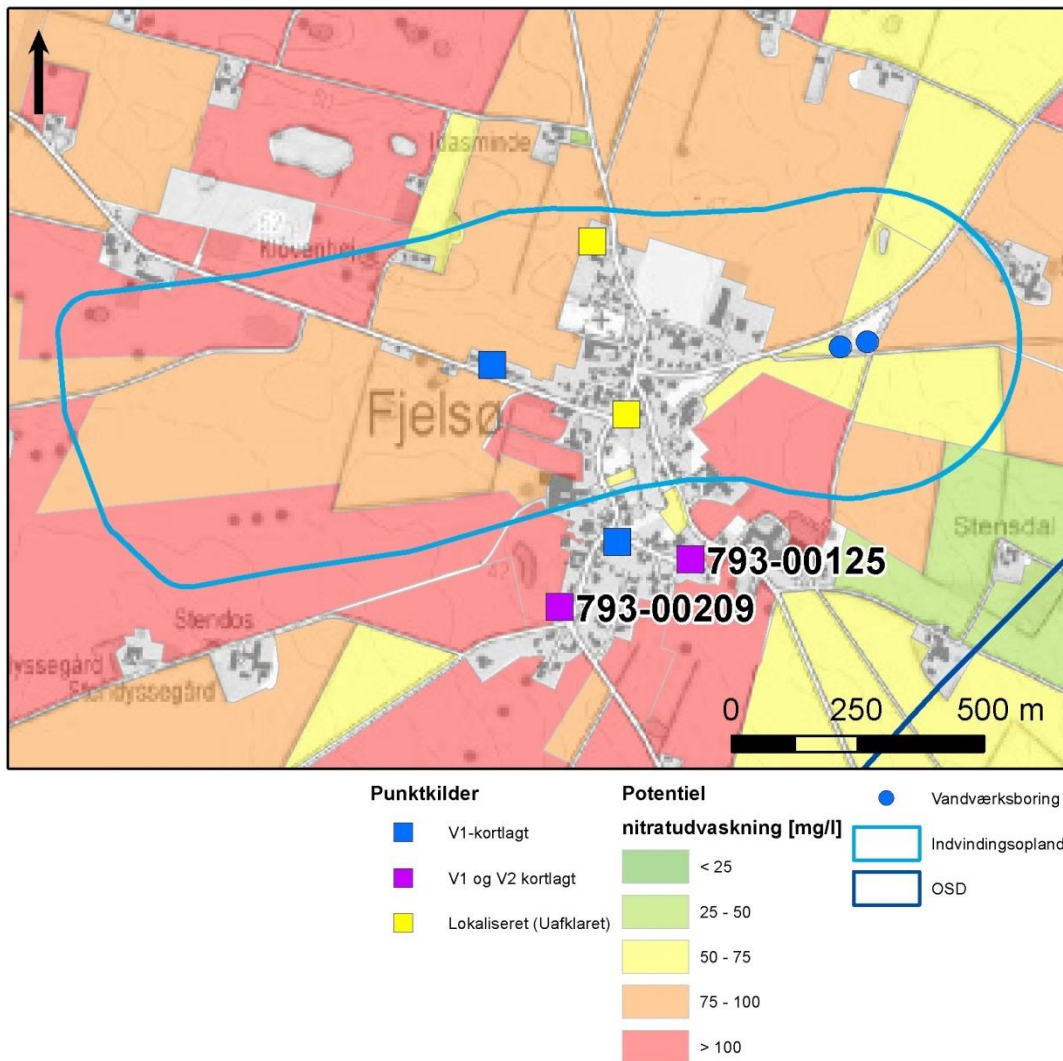 Idasminde
Kløvenhøj
Fjelsø
Stensdal
793-00125
793-00209
42
Stendos
0 250 500 m
Punktkilder
V1-kortlagt
V1 og V2 kortlagt
Lokaliseret (Uafklaret)
Potentiel
nitratudvaskning [mg/l]
< 25
25 - 50
50 - 75
75 - 100
> 100
Vandværksboring
Indvindingsopland
OSD